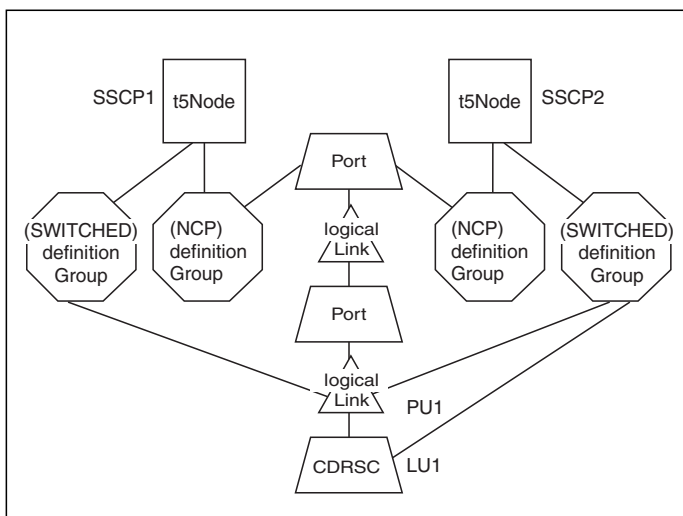 SSCP1
t5Node
t5Node
SSCP2
Port
(SWITCHED)
definition
Group
(NCP)
definition
Group
logical
Link
(NCP)
definition
Group
(SWITCHED)
definition
Group
Port
logical
Link
PU1
CDRSC
LU1